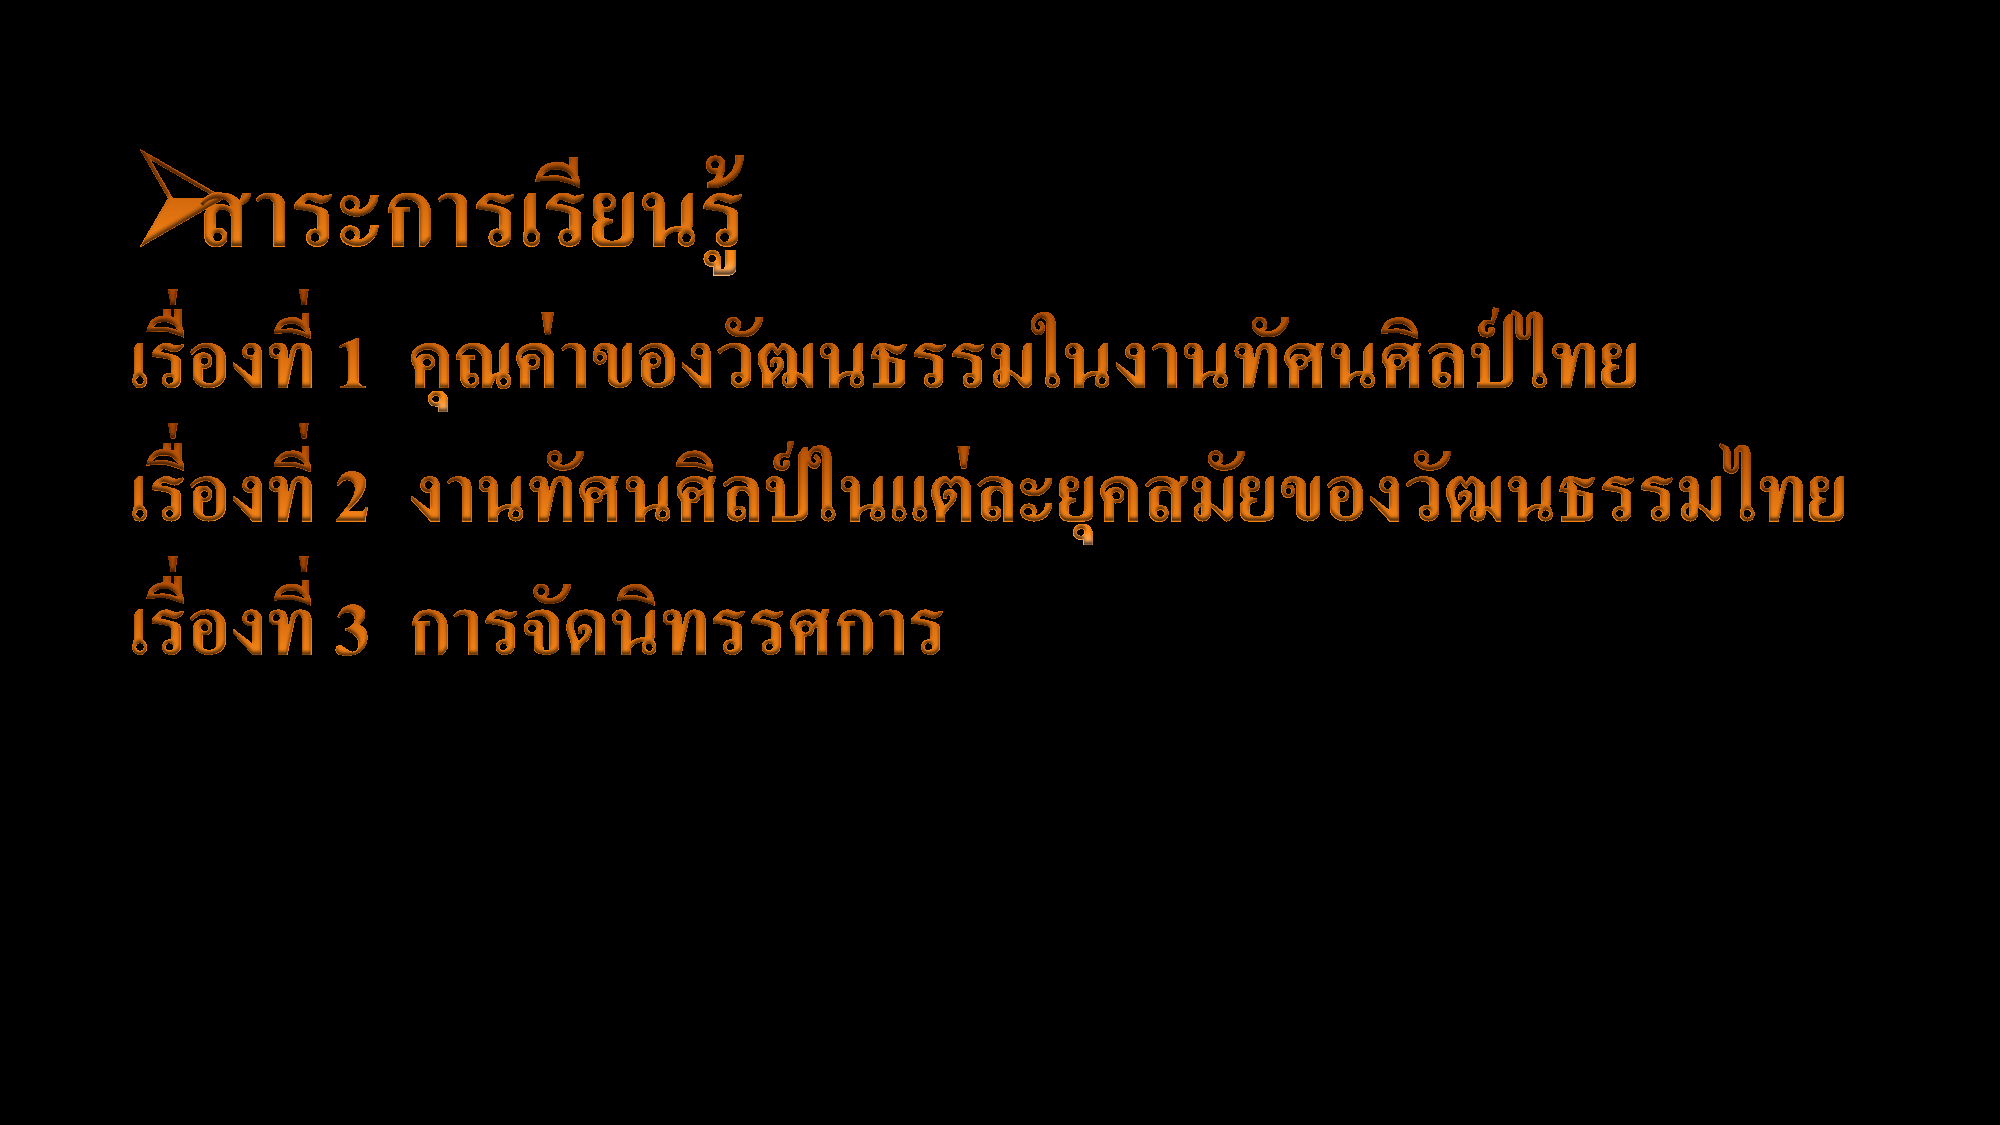 ➢สาระการเรียนรู้
เรื่องที่ 1 คุณค่าของวัฒนธรรมในงานทัศนศิลป์ไทย
เรื่องที่ 2 งานทัศนศิลป์ในแต่ละยุคสมัยของวัฒนธรรมไทย
เรื่องที่ 3 การจัดนิทรรศการ